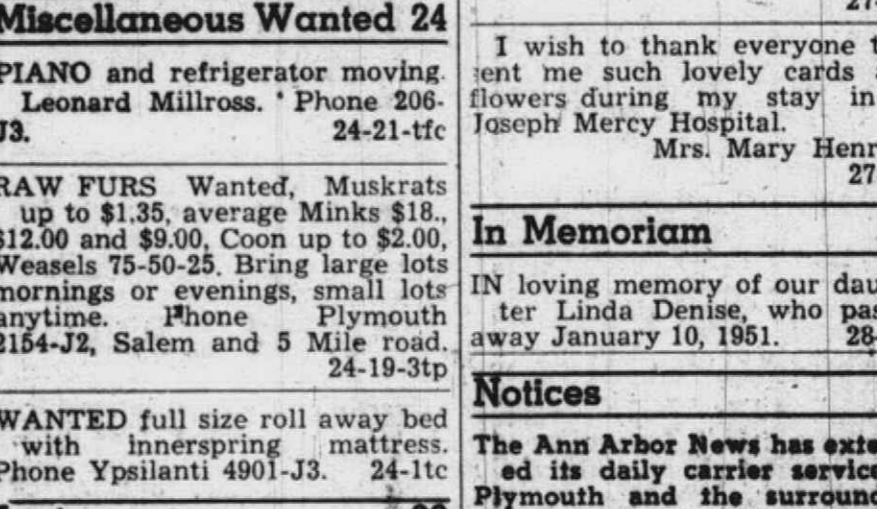 Miscellaneous Wanted 24
PIANO and refrigerator moving.
Leonard Millross. Phone 206-
J3. 24-21-tfc
RAW FURS Wanted, Muskrats
up to $1.35, average Minks $18.,
$12.00 and $9.00, Coon up to $2.00,
Weasels 75-50-25. Bring large lots
mornings or evenings, small lots
anytime. Phone Plymouth
2154-J2, Salem and 5 Mile road.
24-19-3tp
WANTED full size roll away bed
with innerspring mattress.
Phone Ypsilanti 4901-J3. 24-1tc
I wish to thank everyone
sent me such lovely cards
flowers during my stay in
Joseph Mercy Hospital.
Mrs. Mary Henr
27
In Memoriam
IN loving memory of our dau
ter Linda Denise, who pas
away January 10, 1951. 28-
Notices
The Ann Arbor News has exte
ed its daily carrier service
Plymouth and the surround